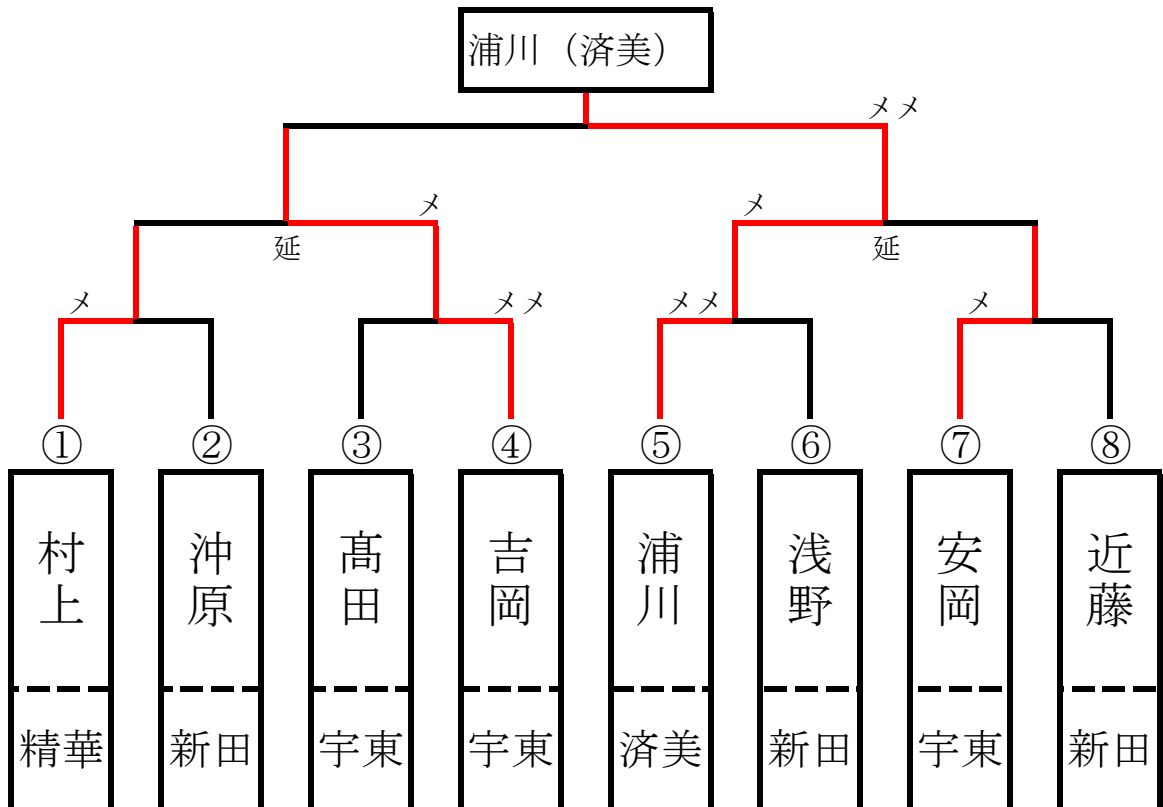 浦川（済美）
メメ
メ
メ
延
延
メ
メメ
メメ
メ
①
②
③
④
⑤
⑥
⑦
⑧
村上
沖原
髙田
吉岡
浦川
浅野
安岡
近藤
精華
新田
宇東
宇東
済美
新田
宇東
新田